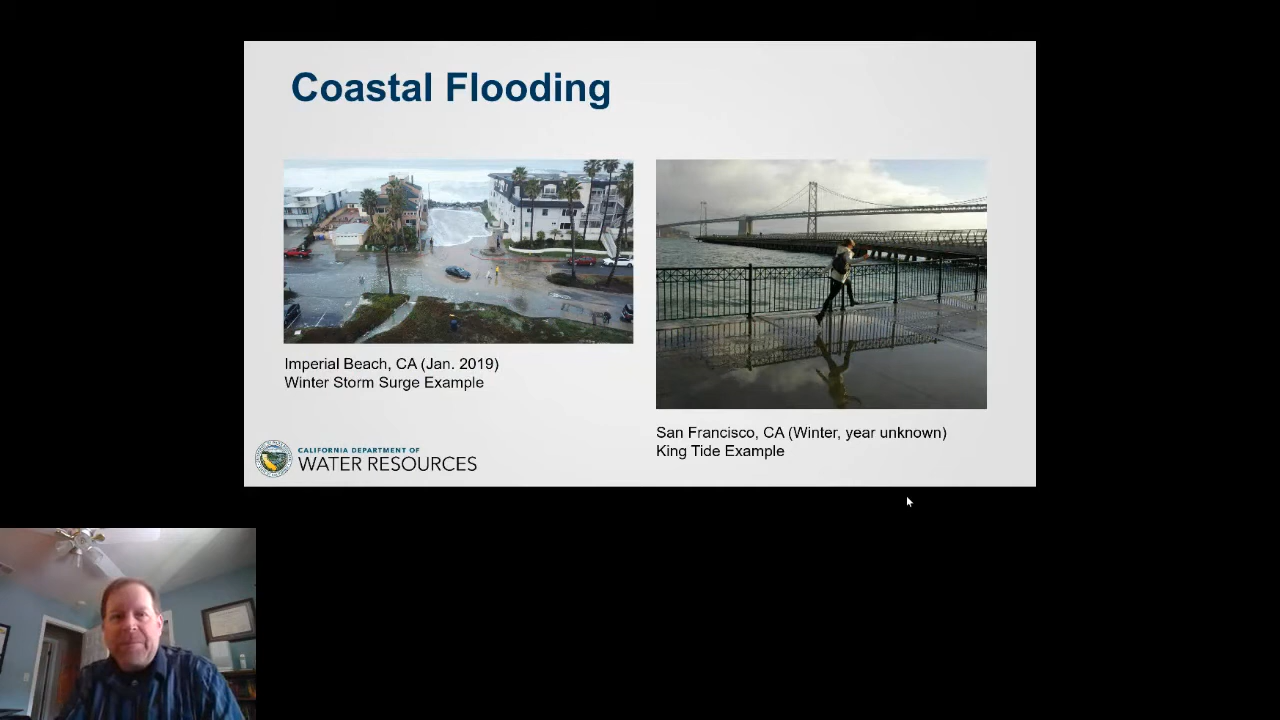 Coastal Flooding
Imperial Beach, CA (Jan. 2019)
Winter Storm Surge Example
San Francisco, CA (Winter, year unknown)
King Tide Example
CALIFORNIA DEPARTMENT OF
WATER RESOURCES